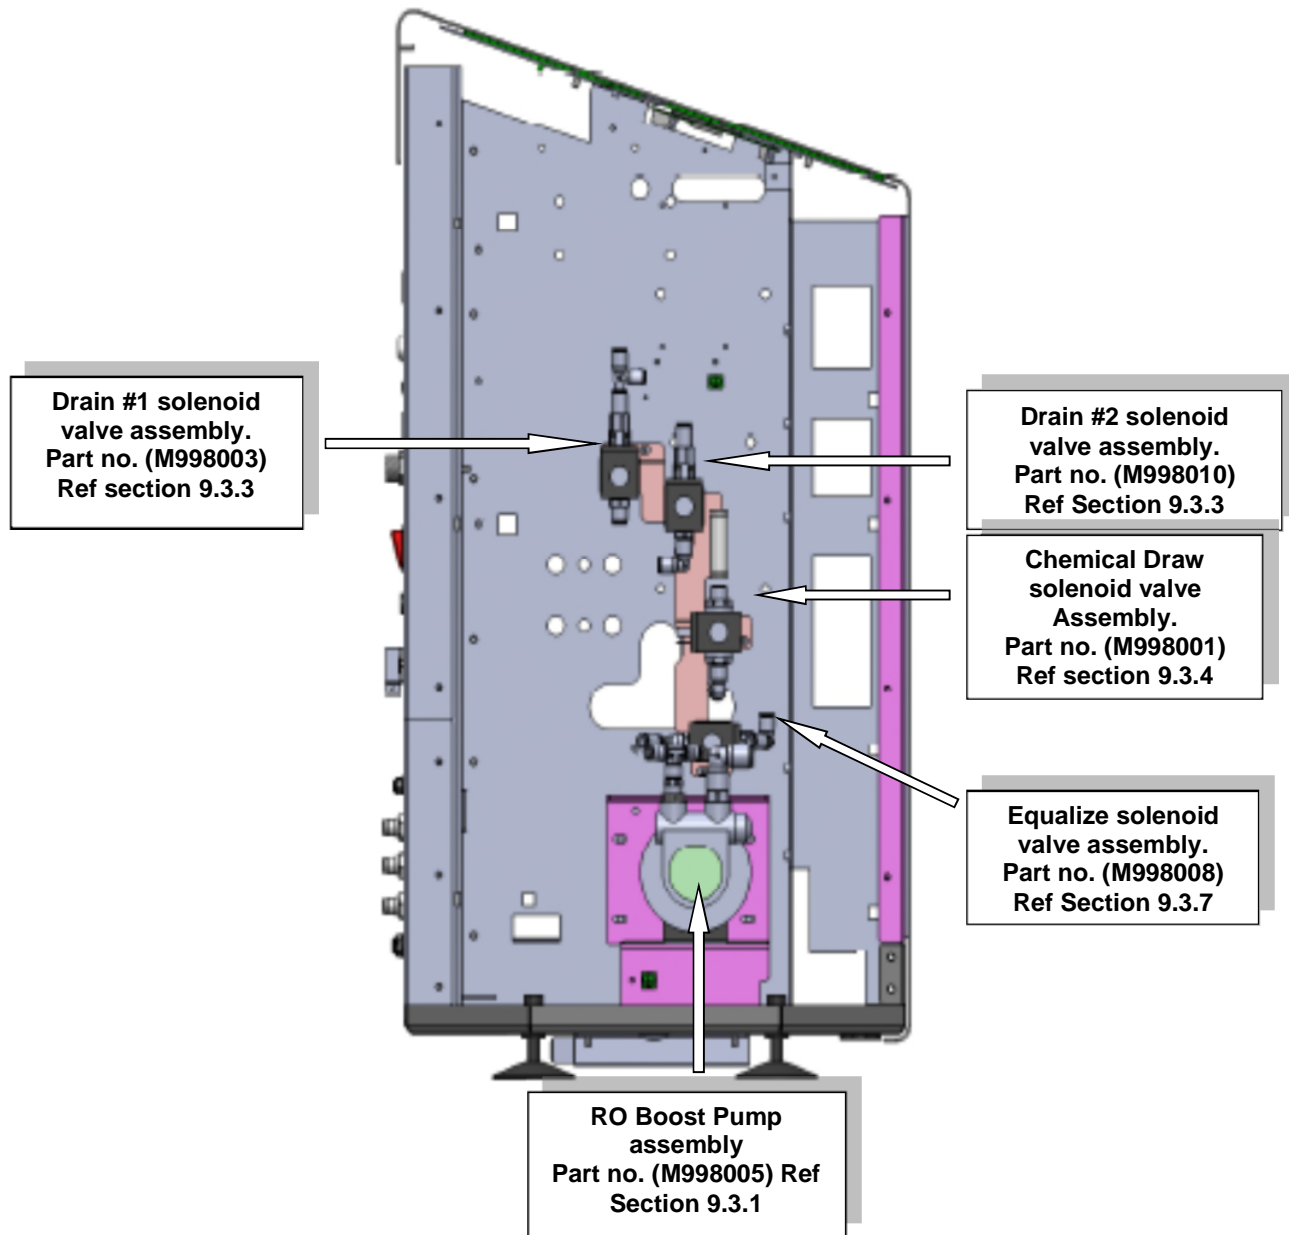 Drain #1 solenoid
valve assembly.
Part no. (M998003)
Ref section 9.3.3
Drain #2 solenoid
valve assembly.
Part no. (M998010)
Ref Section 9.3.3
Chemical Draw
solenoid valve
Assembly.
Part no. (M998001)
Ref section 9.3.4
Equalize solenoid
valve assembly.
Part no. (M998008)
Ref Section 9.3.7
RO Boost Pump
assembly
Part no. (M998005) Ref
Section 9.3.1